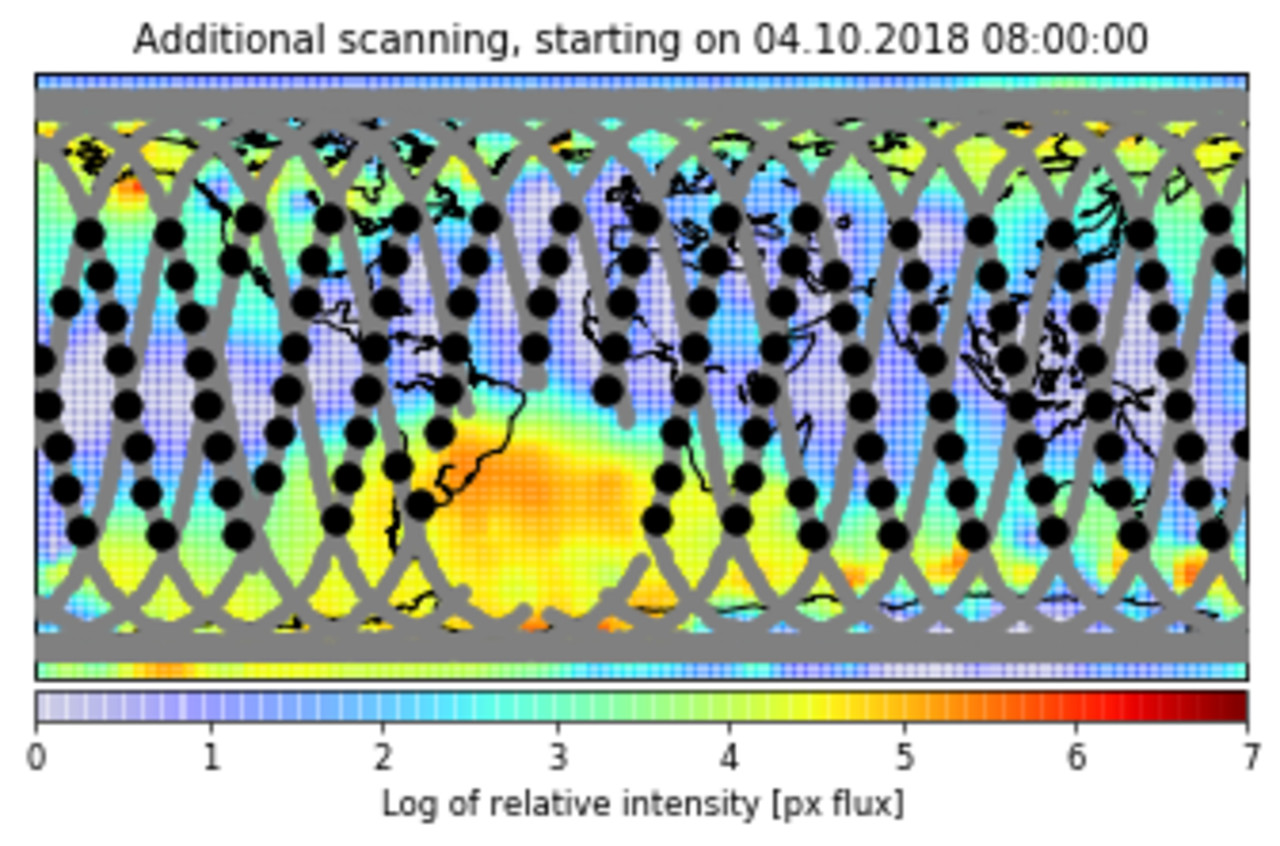 Additional scanning, starting on 04.10.2018 08:00:00
0 1 2 3 4 5 6 7
Log of relative intensity [px flux]